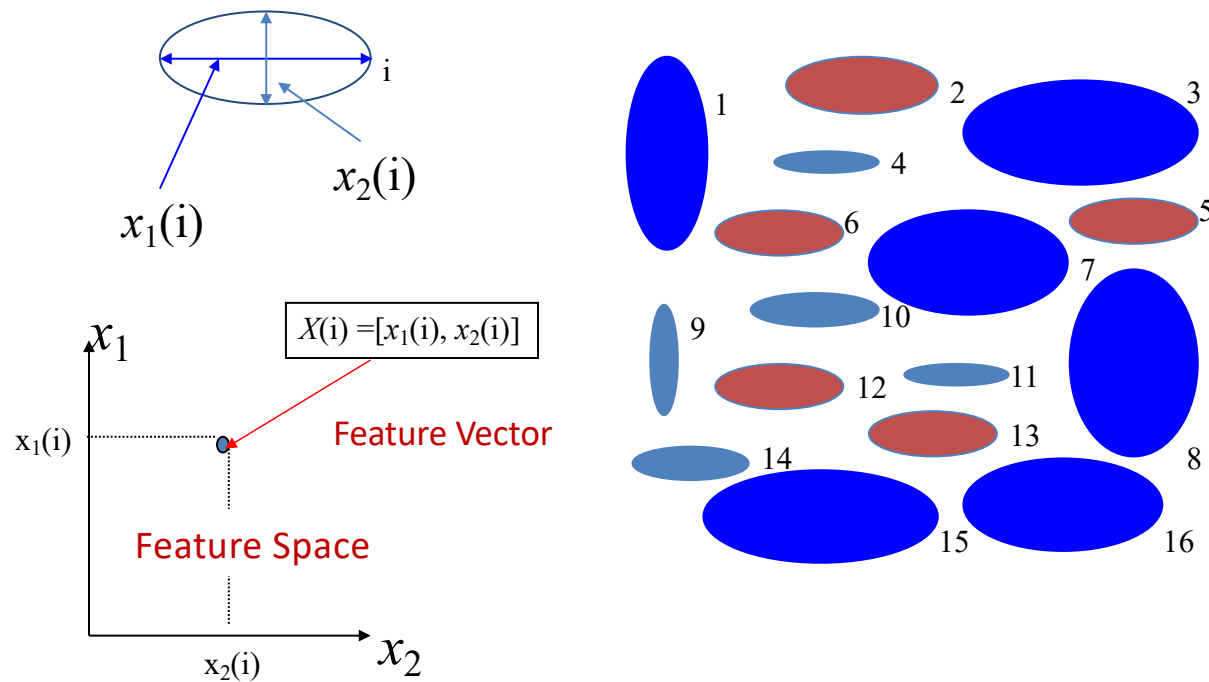 i
x₂(i)
x₁(i)
x₁
X(i) =[x₁(i), x₂(i)]
x₁(i)
Feature Vector
Feature Space
x₂(i)
x₂
1
2
3
4
5
6
7
8
9
10
11
12
13
14
15
16